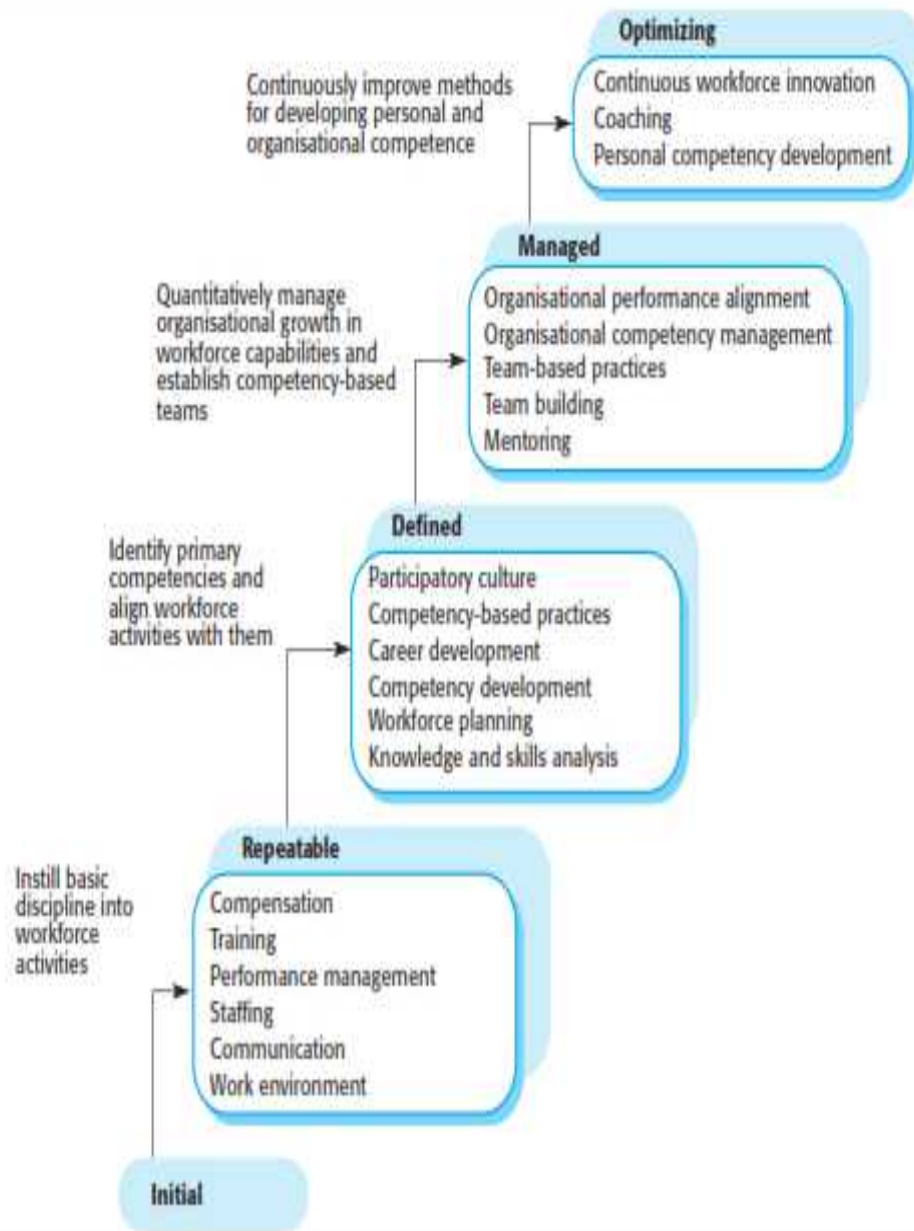 Optimizing
Continuous workforce innovation
Coaching
Personal competency development
Continuously improve methods
for developing personal and
organisational competence
Managed
Organisational performance alignment
Organisational competency management
Team-based practices
Team building
Mentoring
Quantitatively manage
organisational growth in
workforce capabilities and
establish competency-based
teams
Defined
Participatory culture
Competency-based practices
Career development
Competency development
Workforce planning
Knowledge and skills analysis
Identify primary
competencies and
align workforce
activities with them
Repeatable
Compensation
Training
Performance management
Staffing
Communication
Work environment
Instill basic
discipline into
workforce
activities
Initial